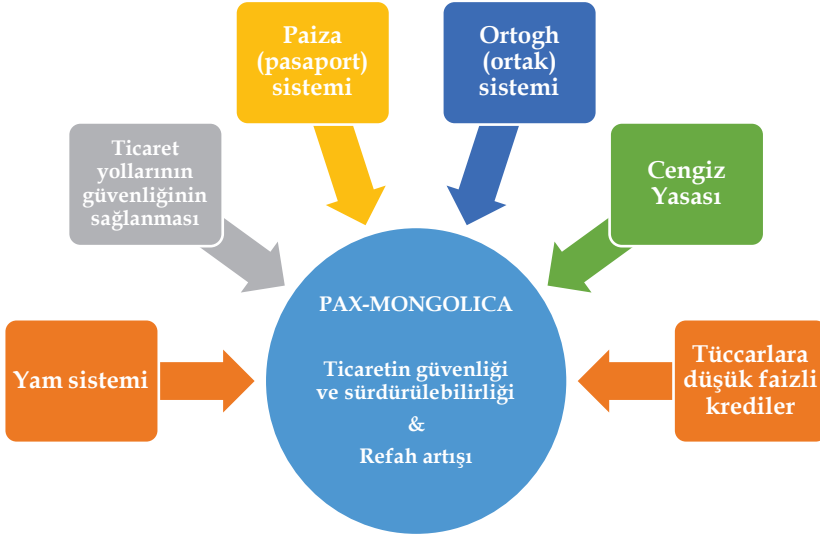 Paiza
(pasaport)
sistemi
Ortogh
(ortak)
sistemi
Ticaret
yollarının
güvenliğinin
sağlanması
Cengiz
Yasası
PAX-MONGOLICA
Ticaretin güvenliği
ve sürdürülebilirliği
&
Refah artışı
Yam sistemi
Tüccarlara
düşük faizli
krediler